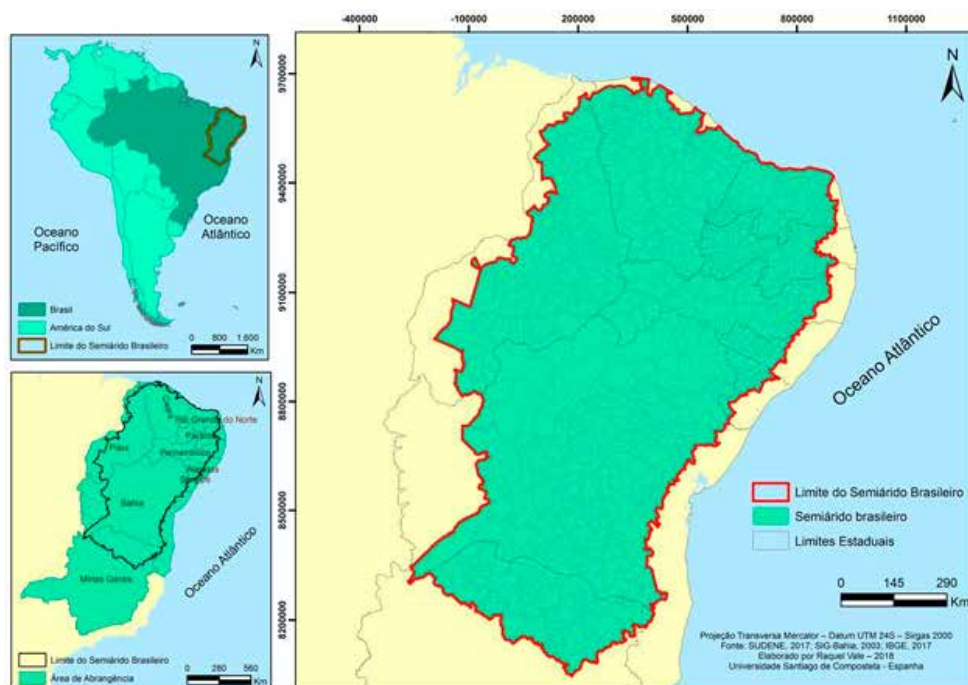 N
Oceano
Pacífico
Oceano
Atlântico
Brasil
América do Sul
Limite do Semiárido Brasileiro
0 800 1.600
Km
N
Rio Grande do Norte
Paraíba
Piauí
Pernambuco
Bahia
Minas Gerais
Oceano Atlântico
Limite do Semiárido Brasileiro
Área de Abrangência
0 280 560
Km
-400000 -100000 200000 500000 800000 1100000
9700000
9400000
9100000
8800000
8500000
8200000
N
Oceano Atlântico
Limite do Semiárido Brasileiro
Semiárido brasileiro
Limites Estaduais
0 145 290
Km
Projeção Transversa Mercator – Datum UTM 24S – Sirgas 2000
Fonte: SUDENE, 2017; SIG-Bahia, 2003; IBGE, 2017
Elaborado por Raquel Vale – 2018
Universidade Santiago de Compostela - Espanha